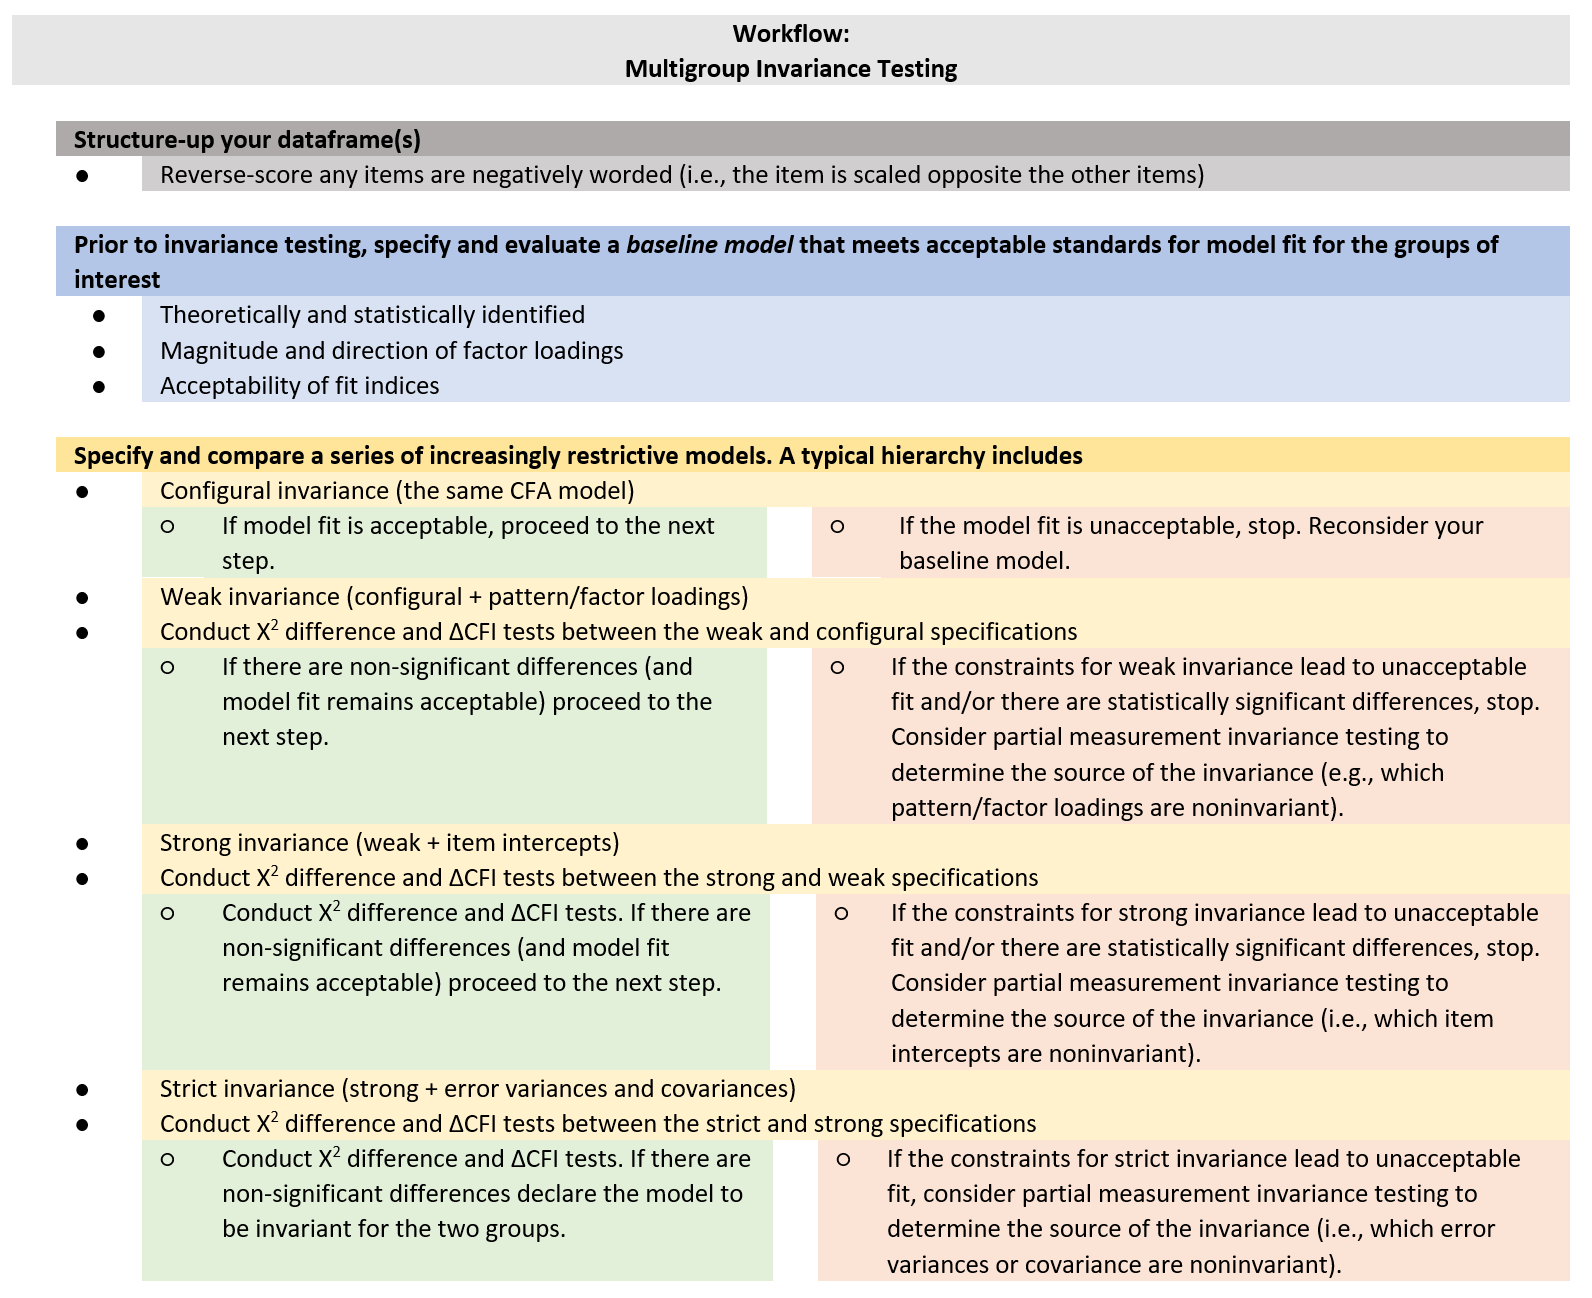 Workflow:
Multigroup Invariance Testing
Structure-up your dataframe(s)
● Reverse-score any items are negatively worded (i.e., the item is scaled opposite the other items)
Prior to invariance testing, specify and evaluate a baseline model that meets acceptable standards for model fit for the groups of
interest
● Theoretically and statistically identified
● Magnitude and direction of factor loadings
● Acceptability of fit indices
Specify and compare a series of increasingly restrictive models. A typical hierarchy includes
● Configural invariance (the same CFA model)
○ If model fit is acceptable, proceed to the next
step.
○ If the model fit is unacceptable, stop. Reconsider your
baseline model.
● Weak invariance (configural + pattern/factor loadings)
● Conduct X² difference and ΔCFI tests between the weak and configural specifications
○ If there are non-significant differences (and
model fit remains acceptable) proceed to the
next step.
○ If the constraints for weak invariance lead to unacceptable
fit and/or there are statistically significant differences, stop.
Consider partial measurement invariance testing to
determine the source of the invariance (e.g., which
pattern/factor loadings are noninvariant).
● Strong invariance (weak + item intercepts)
● Conduct X² difference and ΔCFI tests between the strong and weak specifications
○ Conduct X² difference and ΔCFI tests. If there are
non-significant differences (and model fit
remains acceptable) proceed to the next step.
○ If the constraints for strong invariance lead to unacceptable
fit and/or there are statistically significant differences, stop.
Consider partial measurement invariance testing to
determine the source of the invariance (i.e., which item
intercepts are noninvariant).
● Strict invariance (strong + error variances and covariances)
● Conduct X² difference and ΔCFI tests between the strict and strong specifications
○ Conduct X² difference and ΔCFI tests. If there are
non-significant differences declare the model to
be invariant for the two groups.
○ If the constraints for strict invariance lead to unacceptable
fit, consider partial measurement invariance testing to
determine the source of the invariance (i.e., which error
variances or covariance are noninvariant).